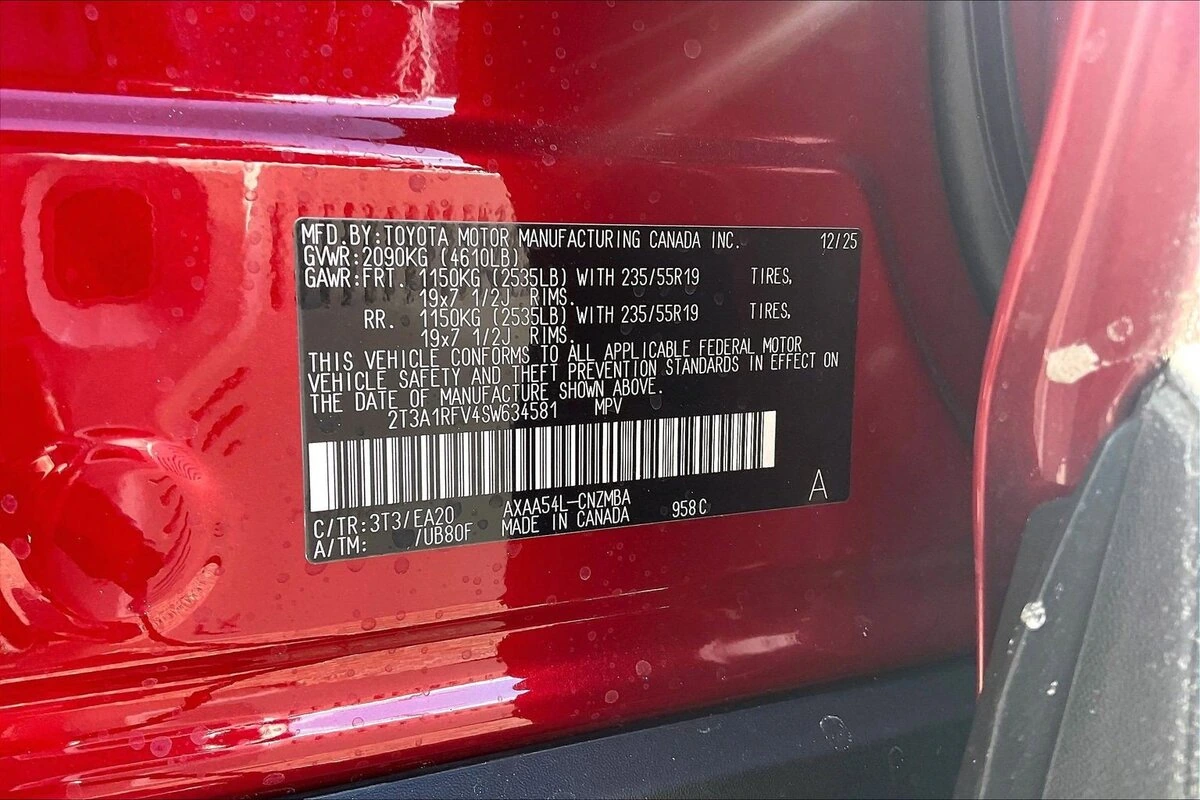 MFD.BY:TOYOTA MOTOR MANUFACTURING CANADA INC. 12/25
GVWR:2090KG (4610LB)
GAWR:FRT. 1150KG (2535LB) WITH 235/55R19 TIRES,
19x7 1/2J RIMS.
RR. 1150KG (2535LB) WITH 235/55R19 TIRES,
19x7 1/2J RIMS.
THIS VEHICLE CONFORMS TO ALL APPLICABLE FEDERAL MOTOR
VEHICLE SAFETY AND THEFT PREVENTION STANDARDS IN EFFECT ON
THE DATE OF MANUFACTURE SHOWN ABOVE.
2T3A1RFV4SW634581 MPV
C/TR:3T3/EA20 AXAA54L-CNZMBA 958C A
A/TM: /UB80F MADE IN CANADA